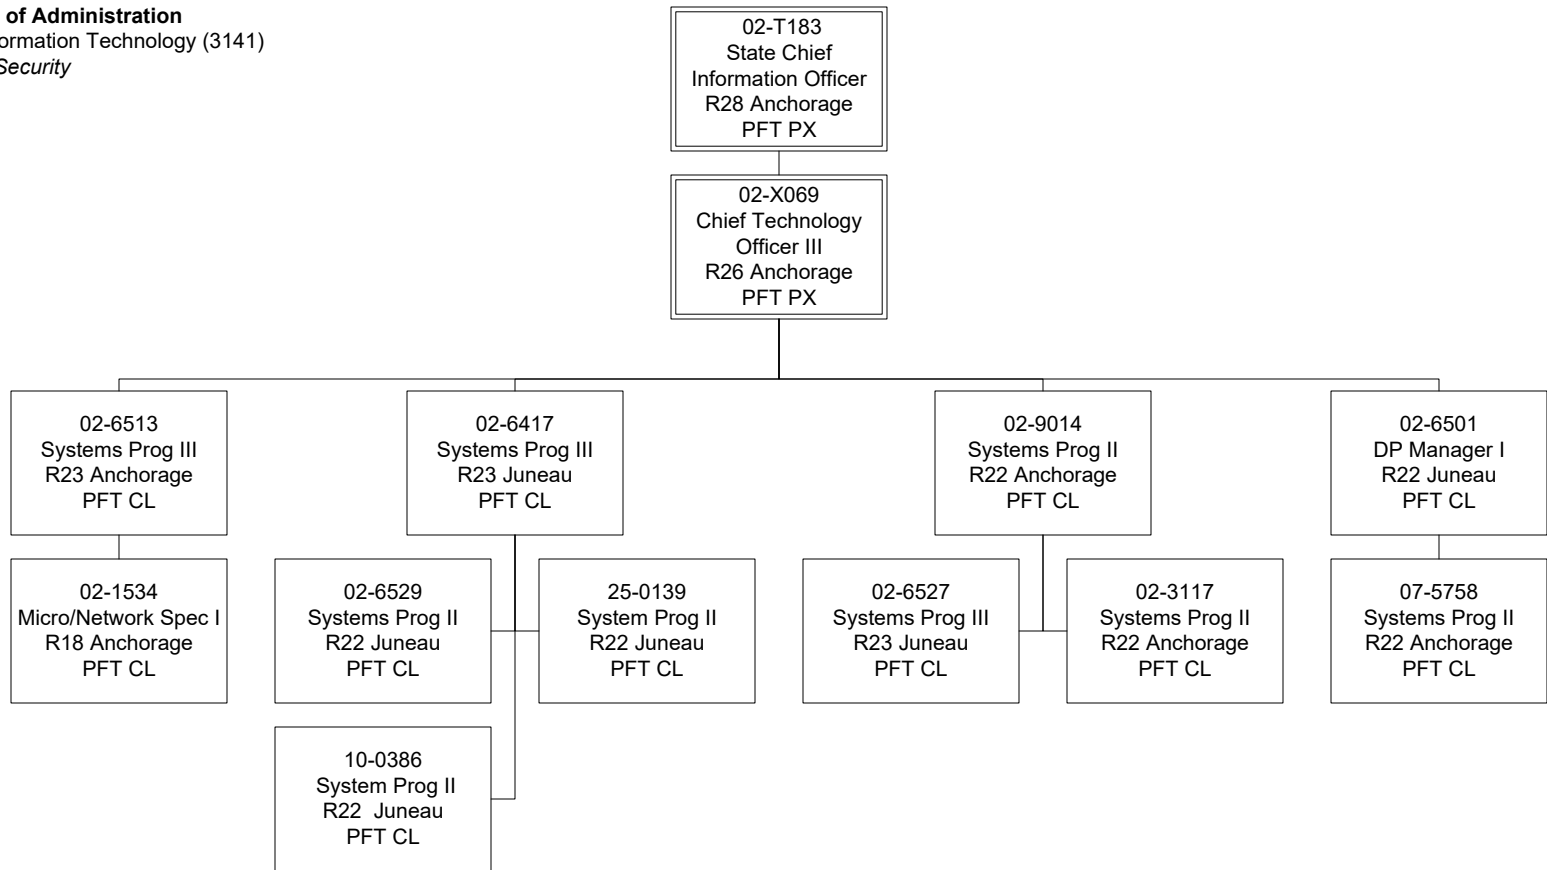 of Administration
ormation Technology (3141)
Security
02-T183
State Chief
Information Officer
R28 Anchorage
PFT PX
02-X069
Chief Technology
Officer III
R26 Anchorage
PFT PX
02-6513
Systems Prog III
R23 Anchorage
PFT CL
02-6417
Systems Prog III
R23 Juneau
PFT CL
02-9014
Systems Prog II
R22 Anchorage
PFT CL
02-6501
DP Manager I
R22 Juneau
PFT CL
02-1534
Micro/Network Spec I
R18 Anchorage
PFT CL
02-6529
Systems Prog II
R22 Juneau
PFT CL
25-0139
System Prog II
R22 Juneau
PFT CL
02-6527
Systems Prog III
R23 Juneau
PFT CL
02-3117
Systems Prog II
R22 Anchorage
PFT CL
07-5758
Systems Prog II
R22 Anchorage
PFT CL
10-0386
System Prog II
R22  Juneau
PFT CL